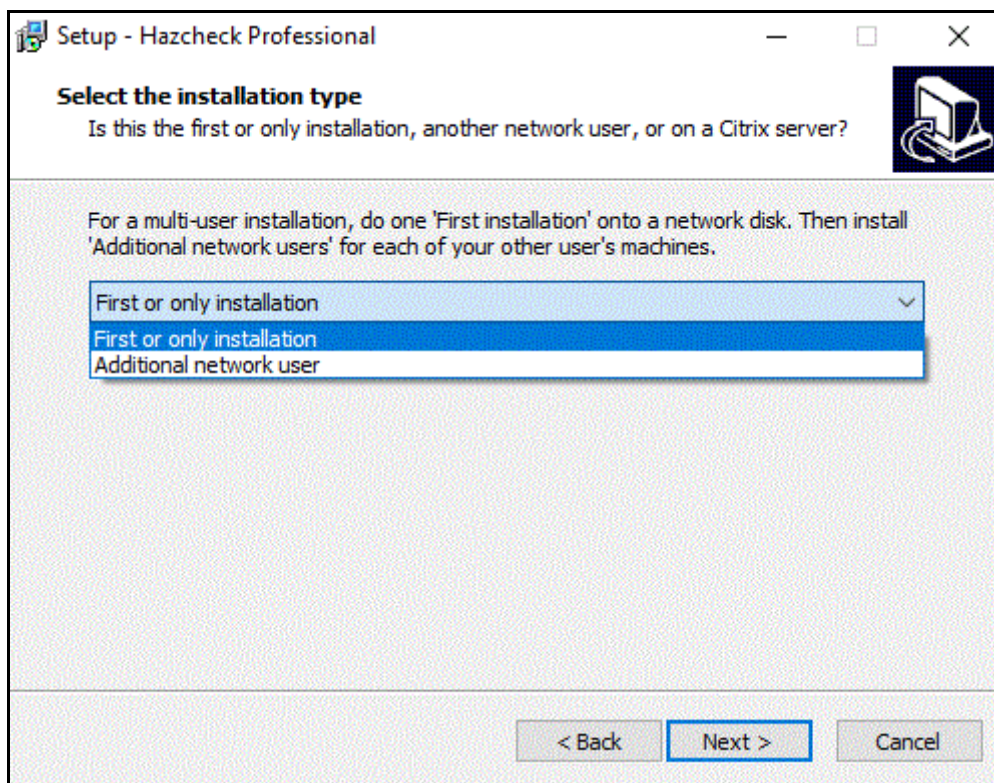 Setup - Hazcheck Professional
Select the installation type
Is this the first or only installation, another network user, or on a Citrix server?
For a multi-user installation, do one 'First installation' onto a network disk. Then install
'Additional network users' for each of your other user's machines.
First or only installation
First or only installation
Additional network user
< Back
Next >
Cancel